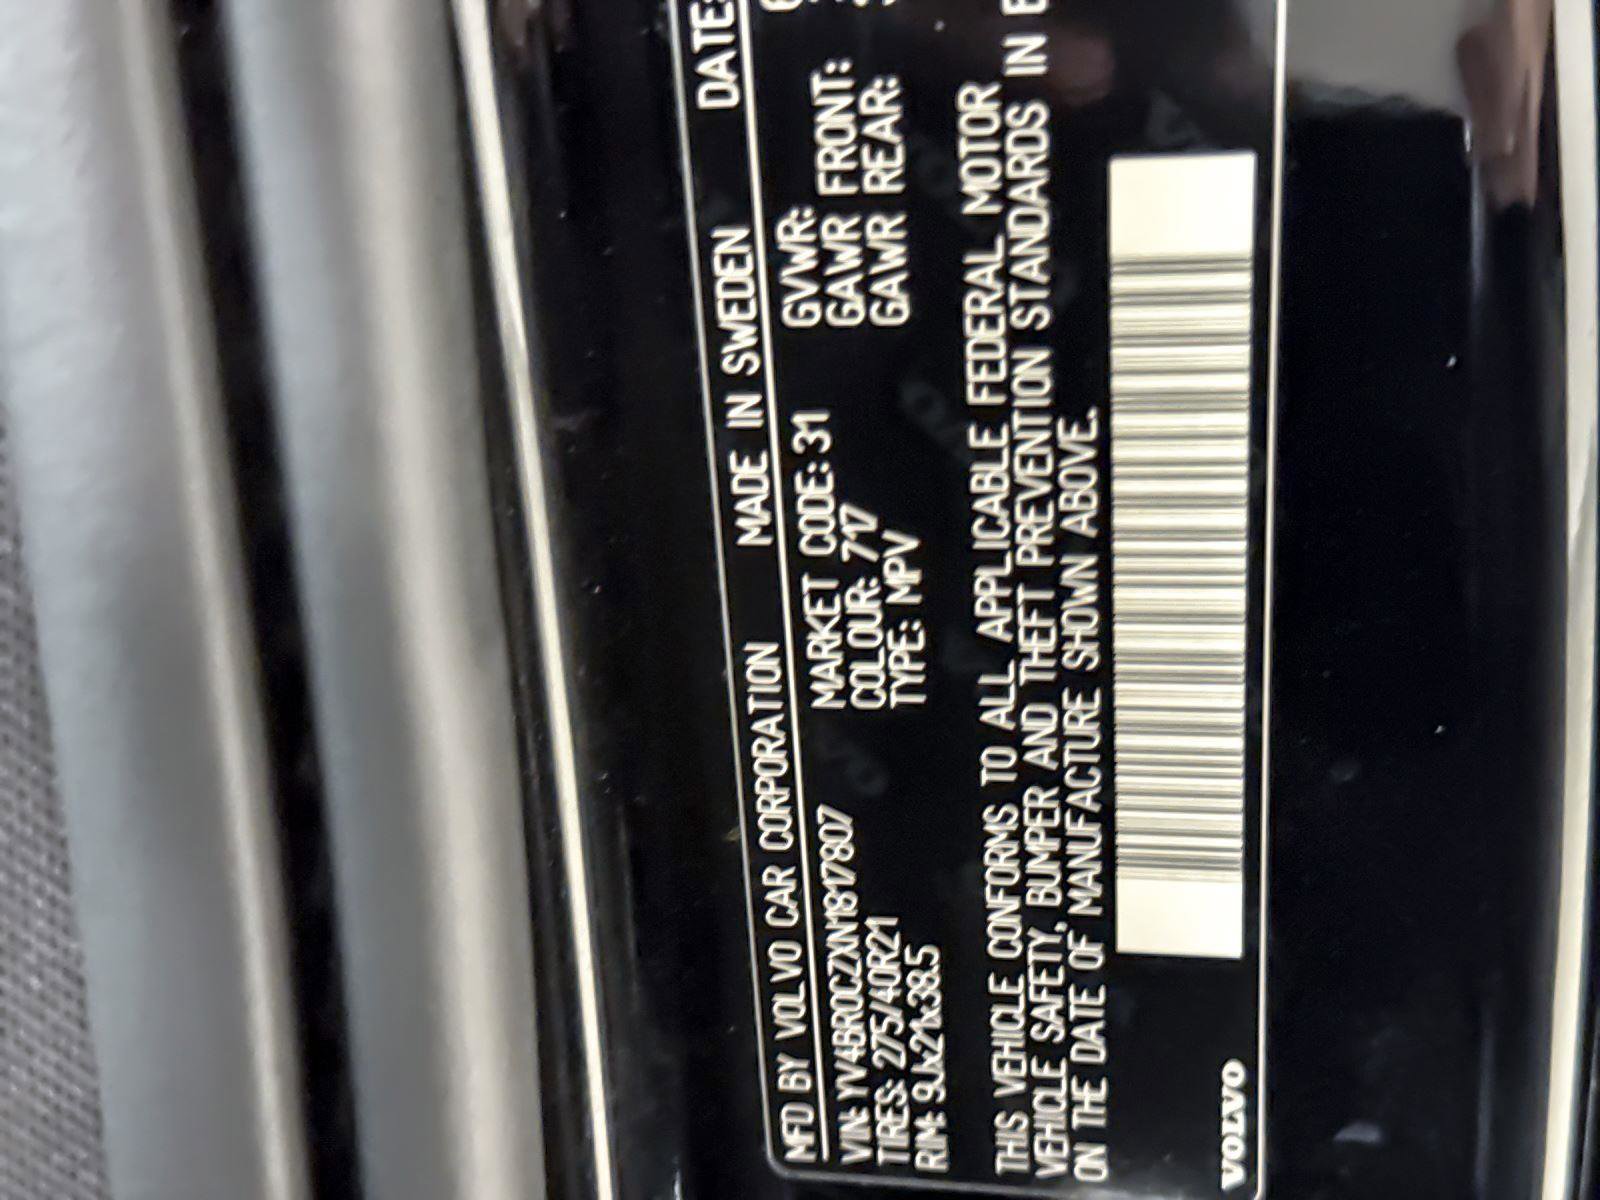 MFD BY VOLVO CAR CORPORATION MADE IN SWEDEN DATE:
VIN: YV4BR0CZXN1817807 MARKET CODE: 31 GVWR:
TIRES: 275/40R21 COLOUR: 717 GAWR FRONT:
RIM: 9Jx21x38.5 TYPE: MPV GAWR REAR:
THIS VEHICLE CONFORMS TO ALL APPLICABLE FEDERAL MOTOR
VEHICLE SAFETY, BUMPER AND THEFT PREVENTION STANDARDS IN E
ON THE DATE OF MANUFACTURE SHOWN ABOVE.
VOLVO